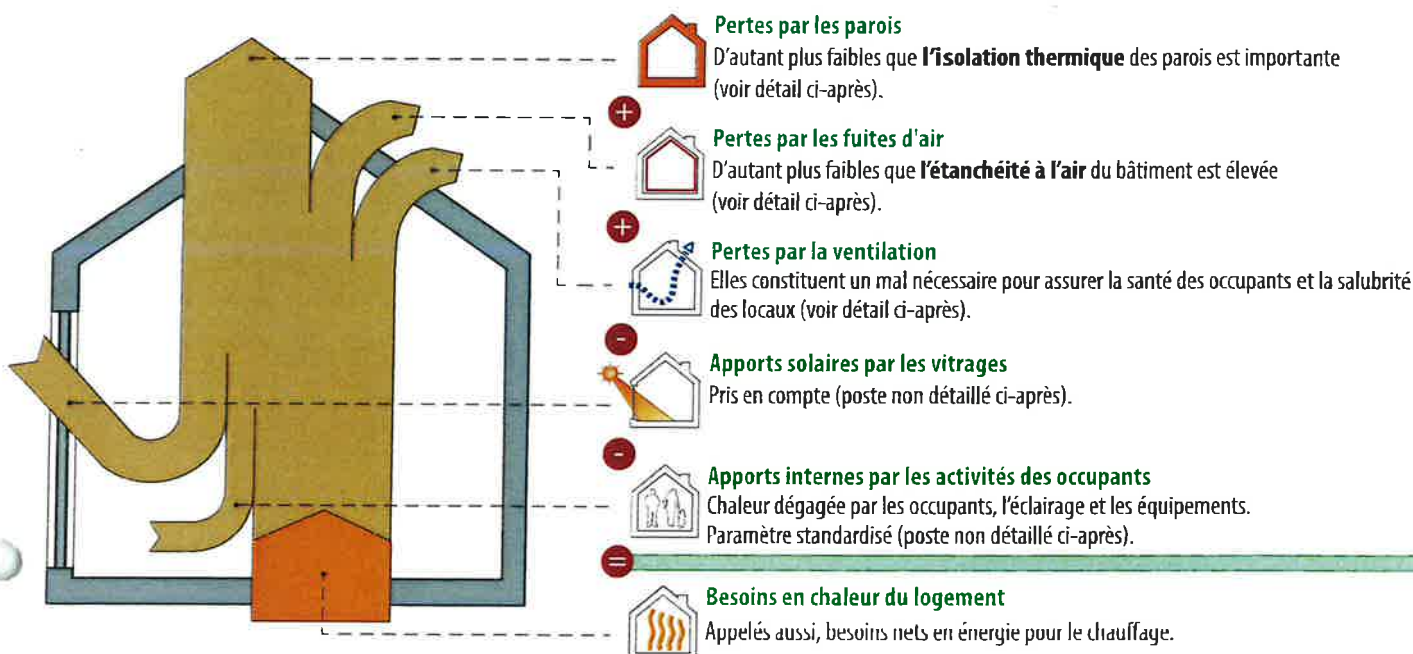 Pertes par les parois
D'autant plus faibles que l'isolation thermique des parois est importante
(voir détail ci-après).
+
Pertes par les fuites d'air
D'autant plus faibles que l'étanchéité à l'air du bâtiment est élevée
(voir détail ci-après).
+
Pertes par la ventilation
Elles constituent un mal nécessaire pour assurer la santé des occupants et la salubrité
des locaux (voir détail ci-après).
-
Apports solaires par les vitrages
Pris en compte (poste non détaillé ci-après).
-
Apports internes par les activités des occupants
Chaleur dégagée par les occupants, l'éclairage et les équipements.
Paramètre standardisé (poste non détaillé ci-après).
=
Besoins en chaleur du logement
Appelés aussi, besoins nets en énergie pour le chauffage.